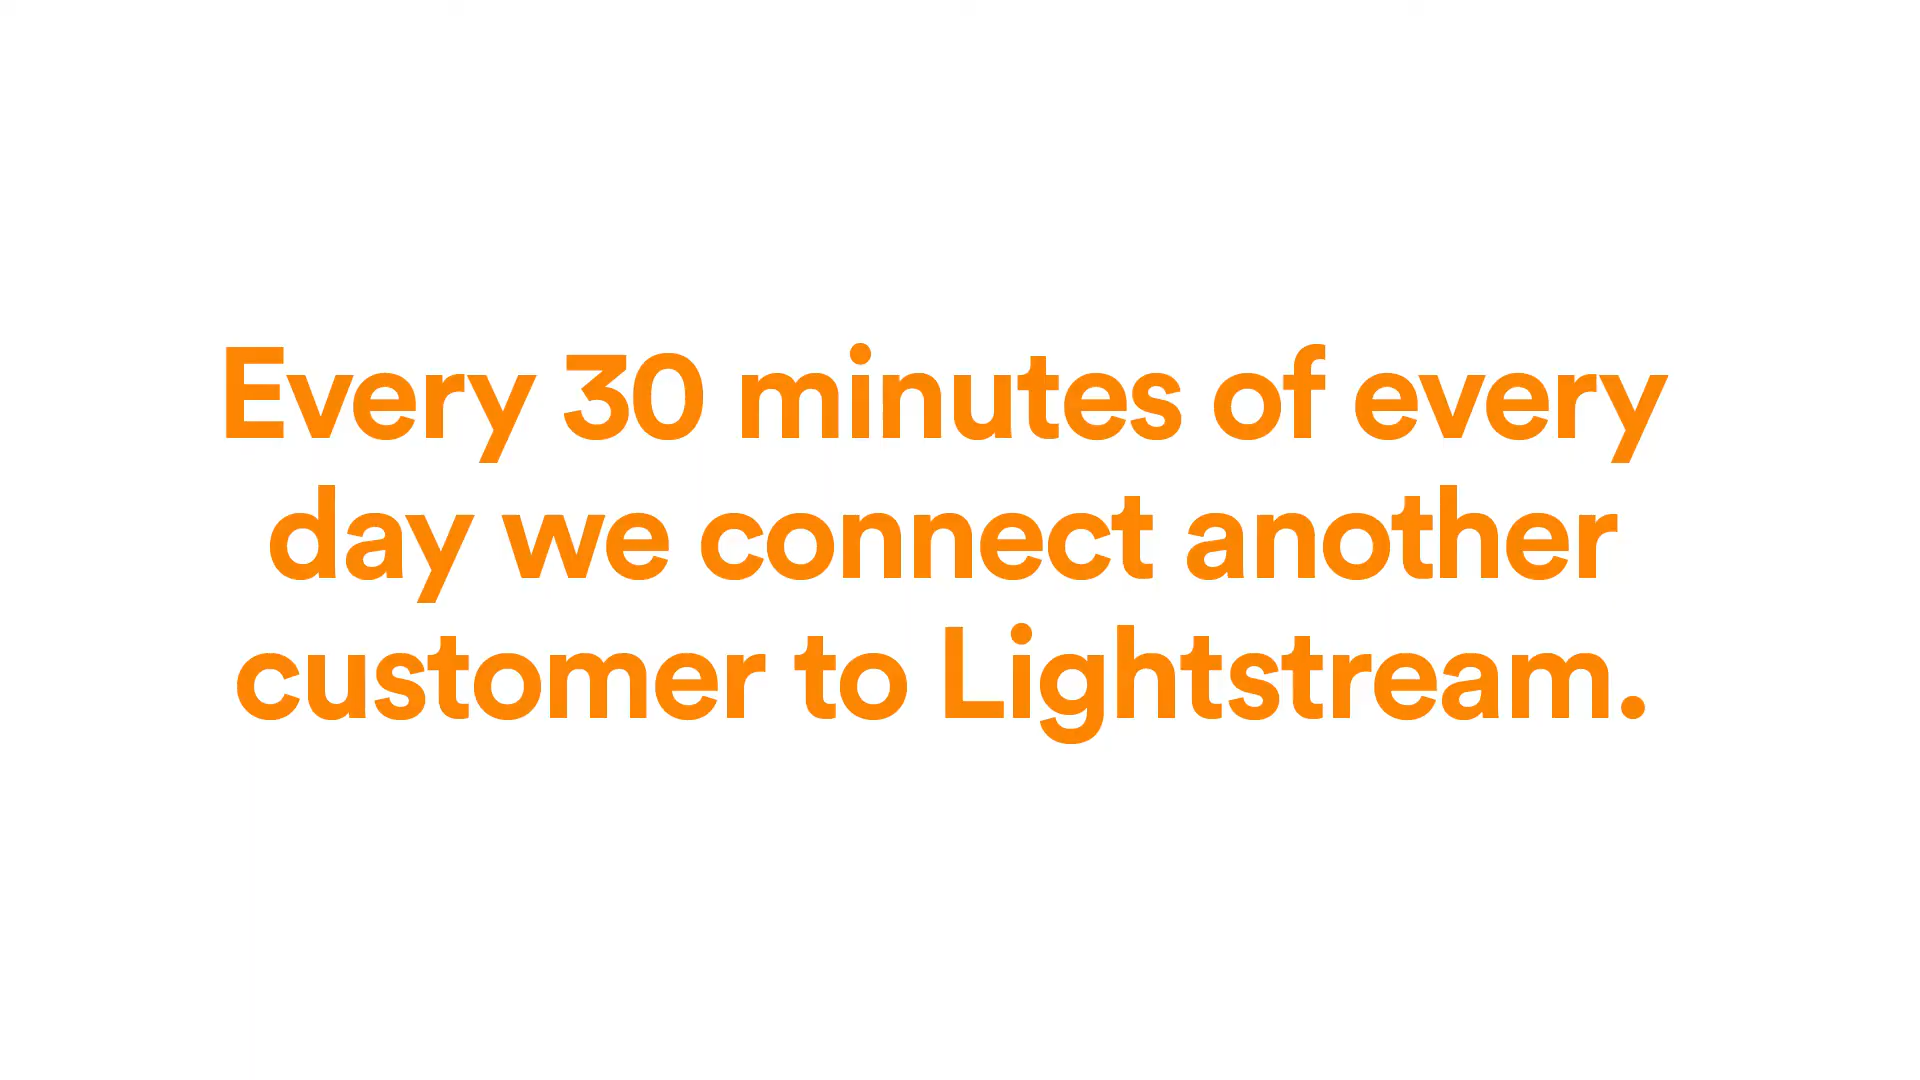 Every 30 minutes of every
day we connect another
customer to Lightstream.